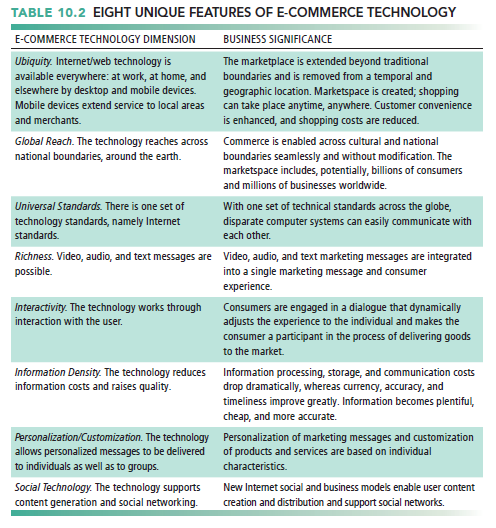 TABLE 10.2 EIGHT UNIQUE FEATURES OF E-COMMERCE TECHNOLOGY
E-COMMERCE TECHNOLOGY DIMENSION
BUSINESS SIGNIFICANCE
Ubiquity. Internet/web technology is
available everywhere: at work, at home, and
elsewhere by desktop and mobile devices.
Mobile devices extend service to local areas
and merchants.
The marketplace is extended beyond traditional
boundaries and is removed from a temporal and
geographic location. Marketspace is created; shopping
can take place anytime, anywhere. Customer convenience
is enhanced, and shopping costs are reduced.
Global Reach. The technology reaches across
national boundaries, around the earth.
Commerce is enabled across cultural and national
boundaries seamlessly and without modification. The
marketspace includes, potentially, billions of consumers
and millions of businesses worldwide.
Universal Standards. There is one set of
technology standards, namely Internet
standards.
With one set of technical standards across the globe,
disparate computer systems can easily communicate with
each other.
Richness. Video, audio, and text messages are
possible.
Video, audio, and text marketing messages are integrated
into a single marketing message and consumer
experience.
Interactivity. The technology works through
interaction with the user.
Consumers are engaged in a dialogue that dynamically
adjusts the experience to the individual and makes the
consumer a participant in the process of delivering goods
to the market.
Information Density. The technology reduces
information costs and raises quality.
Information processing, storage, and communication costs
drop dramatically, whereas currency, accuracy, and
timeliness improve greatly. Information becomes plentiful,
cheap, and more accurate.
Personalization/Customization. The technology
allows personalized messages to be delivered
to individuals as well as to groups.
Personalization of marketing messages and customization
of products and services are based on individual
characteristics.
Social Technology. The technology supports
content generation and social networking.
New Internet social and business models enable user content
creation and distribution and support social networks.